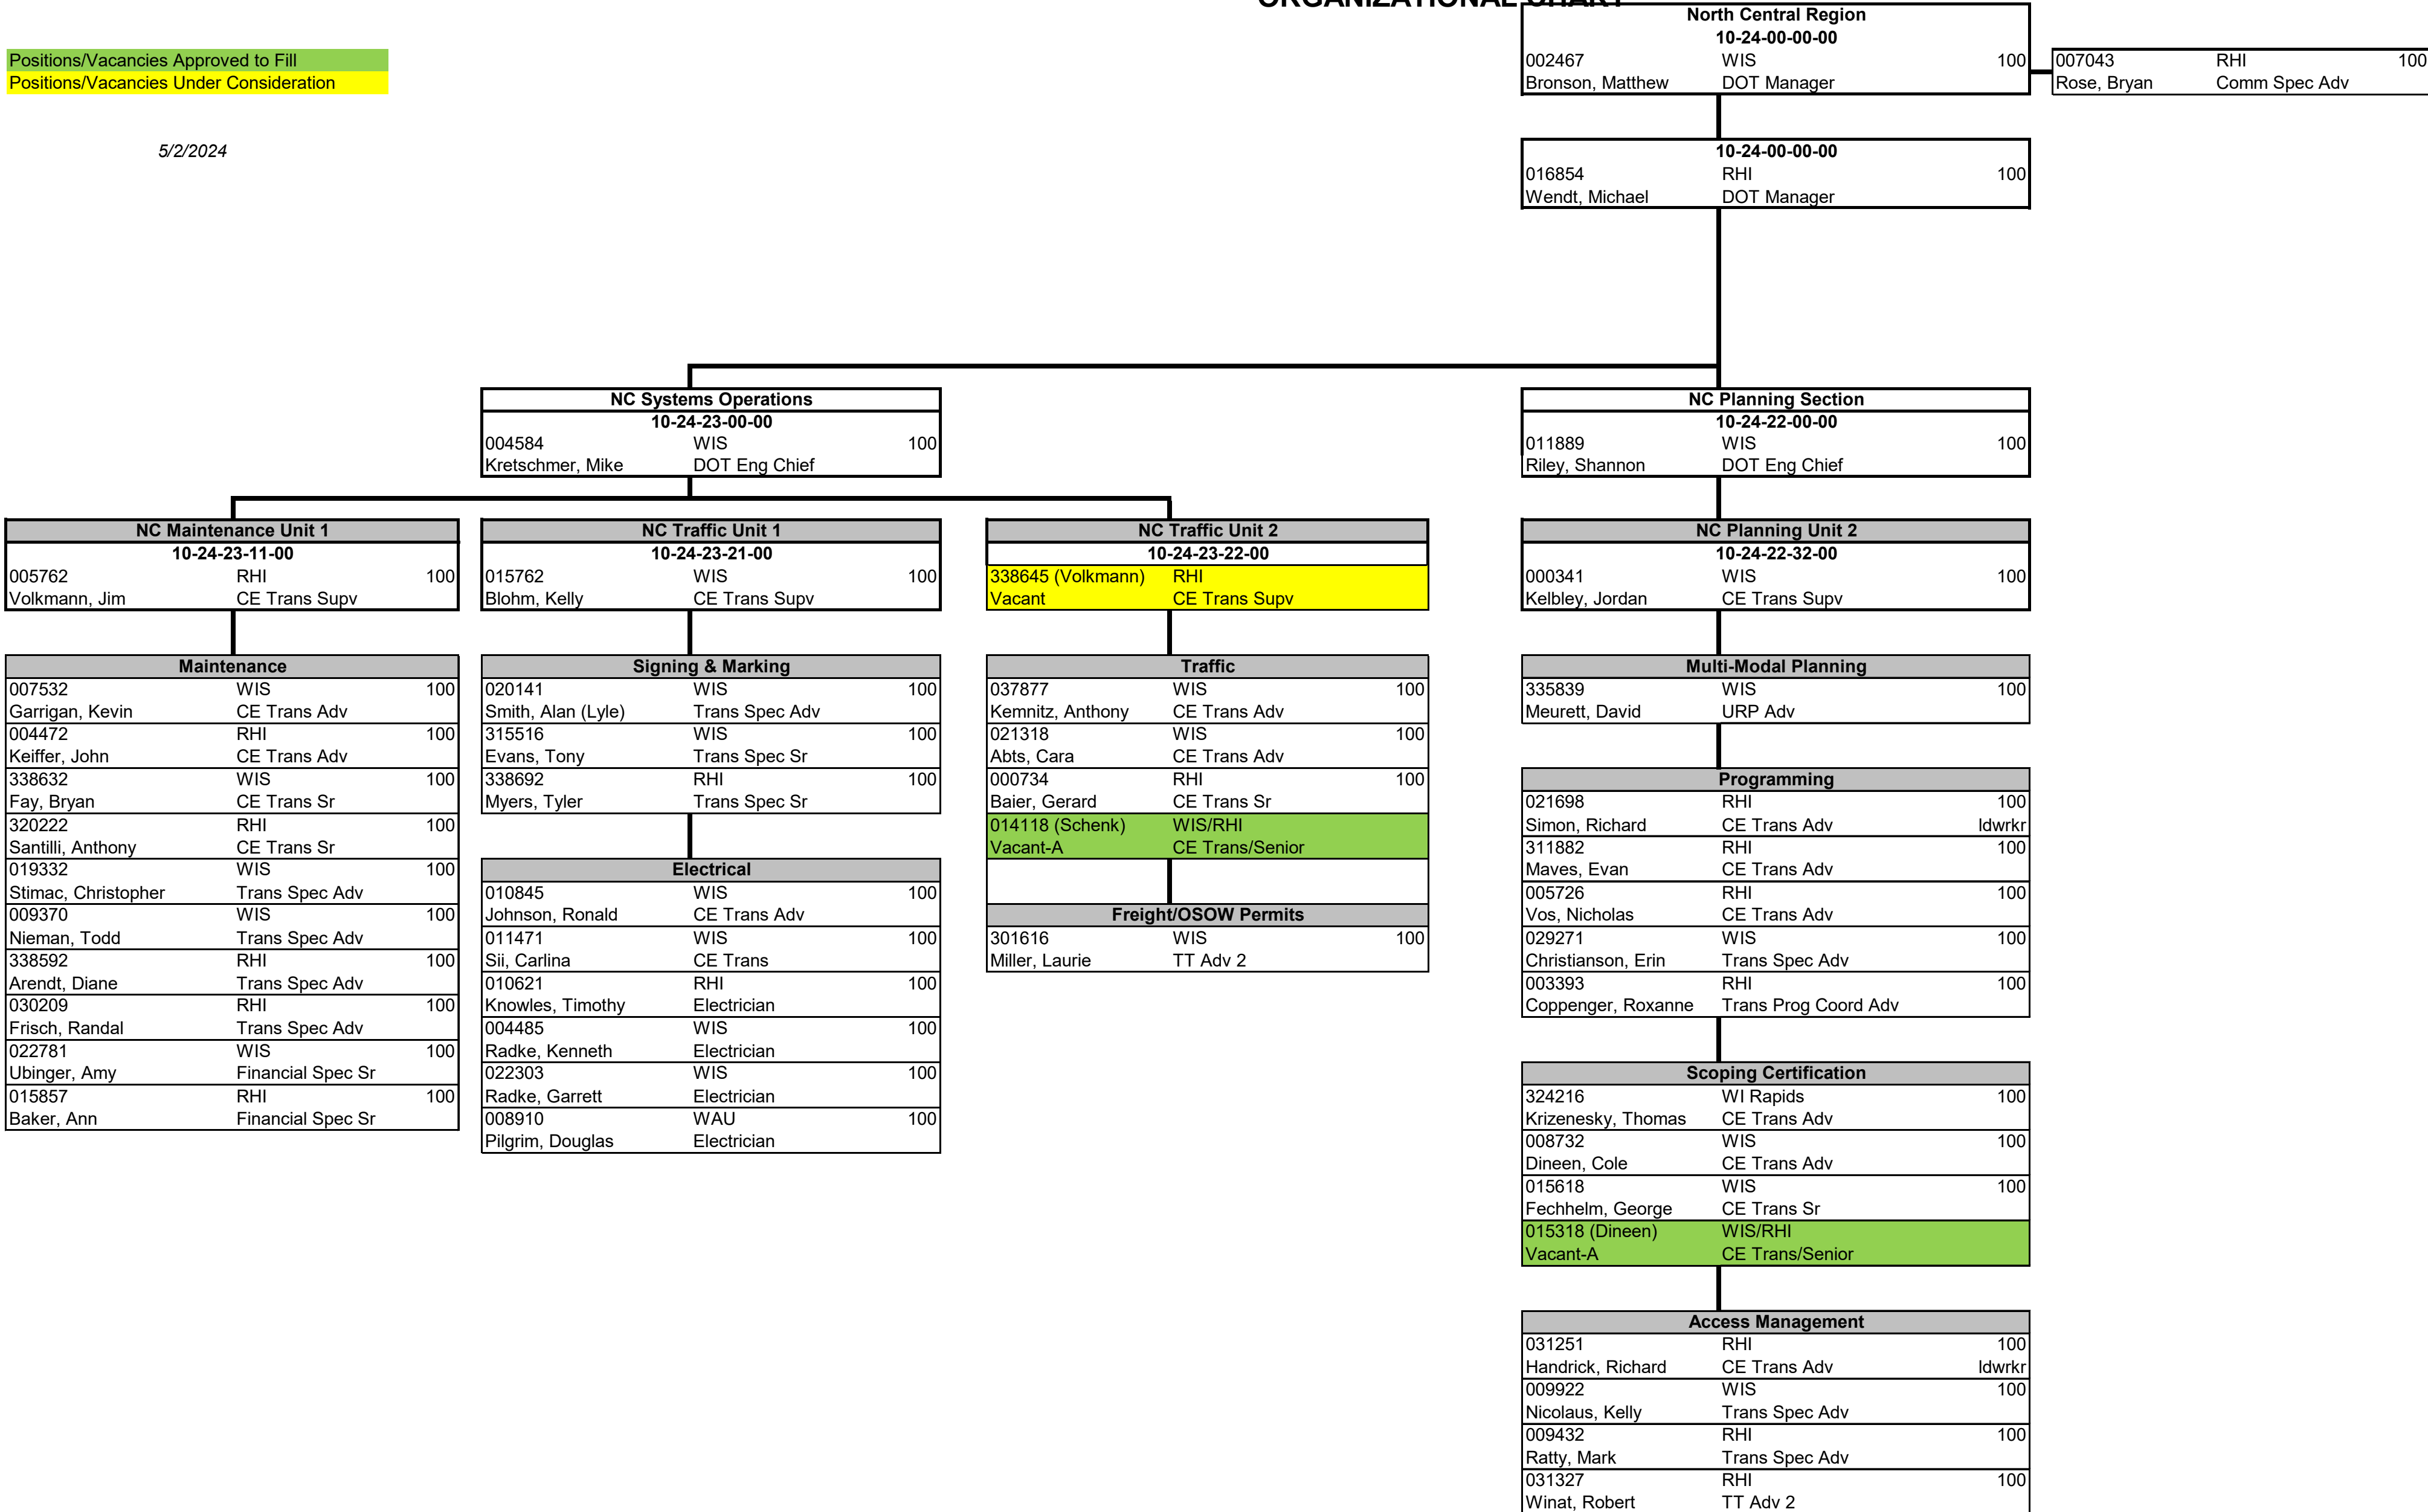 ORGANIZATIONAL CHART
Positions/Vacancies Approved to Fill
Positions/Vacancies Under Consideration
5/2/2024
North Central Region
10-24-00-00-00
002467 WIS 100
Bronson, Matthew DOT Manager
007043 RHI 100
Rose, Bryan Comm Spec Adv
10-24-00-00-00
016854 RHI 100
Wendt, Michael DOT Manager
NC Systems Operations
10-24-23-00-00
004584 WIS 100
Kretschmer, Mike DOT Eng Chief
NC Planning Section
10-24-22-00-00
011889 WIS 100
Riley, Shannon DOT Eng Chief
NC Maintenance Unit 1
10-24-23-11-00
005762 RHI 100
Volkmann, Jim CE Trans Supv
Maintenance
007532 WIS 100
Garrigan, Kevin CE Trans Adv
004472 RHI 100
Keiffer, John CE Trans Adv
338632 WIS 100
Fay, Bryan CE Trans Sr
320222 RHI 100
Santilli, Anthony CE Trans Sr
019332 WIS 100
Stimac, Christopher Trans Spec Adv
009370 WIS 100
Nieman, Todd Trans Spec Adv
338592 RHI 100
Arendt, Diane Trans Spec Adv
030209 RHI 100
Frisch, Randal Trans Spec Adv
022781 WIS 100
Ubinger, Amy Financial Spec Sr
015857 RHI 100
Baker, Ann Financial Spec Sr
NC Traffic Unit 1
10-24-23-21-00
015762 WIS 100
Blohm, Kelly CE Trans Supv
Signing & Marking
020141 WIS 100
Smith, Alan (Lyle) Trans Spec Adv
315516 WIS 100
Evans, Tony Trans Spec Sr
338692 RHI 100
Myers, Tyler Trans Spec Sr
Electrical
010845 WIS 100
Johnson, Ronald CE Trans Adv
011471 WIS 100
Sii, Carlina CE Trans
010621 RHI 100
Knowles, Timothy Electrician
004485 WIS 100
Radke, Kenneth Electrician
022303 WIS 100
Radke, Garrett Electrician
008910 WAU 100
Pilgrim, Douglas Electrician
NC Traffic Unit 2
10-24-23-22-00
338645 (Volkmann) RHI
Vacant CE Trans Supv
Traffic
037877 WIS 100
Kemnitz, Anthony CE Trans Adv
021318 WIS 100
Abts, Cara CE Trans Adv
000734 RHI 100
Baier, Gerard CE Trans Sr
014118 (Schenk) WIS/RHI
Vacant-A CE Trans/Senior
Freight/OSOW Permits
301616 WIS 100
Miller, Laurie TT Adv 2
NC Planning Unit 2
10-24-22-32-00
000341 WIS 100
Kelbley, Jordan CE Trans Supv
Multi-Modal Planning
335839 WIS 100
Meurett, David URP Adv
Programming
021698 RHI 100
Simon, Richard CE Trans Adv ldwrkr
311882 RHI 100
Maves, Evan CE Trans Adv
005726 RHI 100
Vos, Nicholas CE Trans Adv
029271 WIS 100
Christianson, Erin Trans Spec Adv
003393 RHI 100
Coppenger, Roxanne Trans Prog Coord Adv
Scoping Certification
324216 WI Rapids 100
Krizenesky, Thomas CE Trans Adv
008732 WIS 100
Dineen, Cole CE Trans Adv
015618 WIS 100
Fechhelm, George CE Trans Sr
015318 (Dineen) WIS/RHI
Vacant-A CE Trans/Senior
Access Management
031251 RHI 100
Handrick, Richard CE Trans Adv ldwrkr
009922 WIS 100
Nicolaus, Kelly Trans Spec Adv
009432 RHI 100
Ratty, Mark Trans Spec Adv
031327 RHI 100
Winat, Robert TT Adv 2